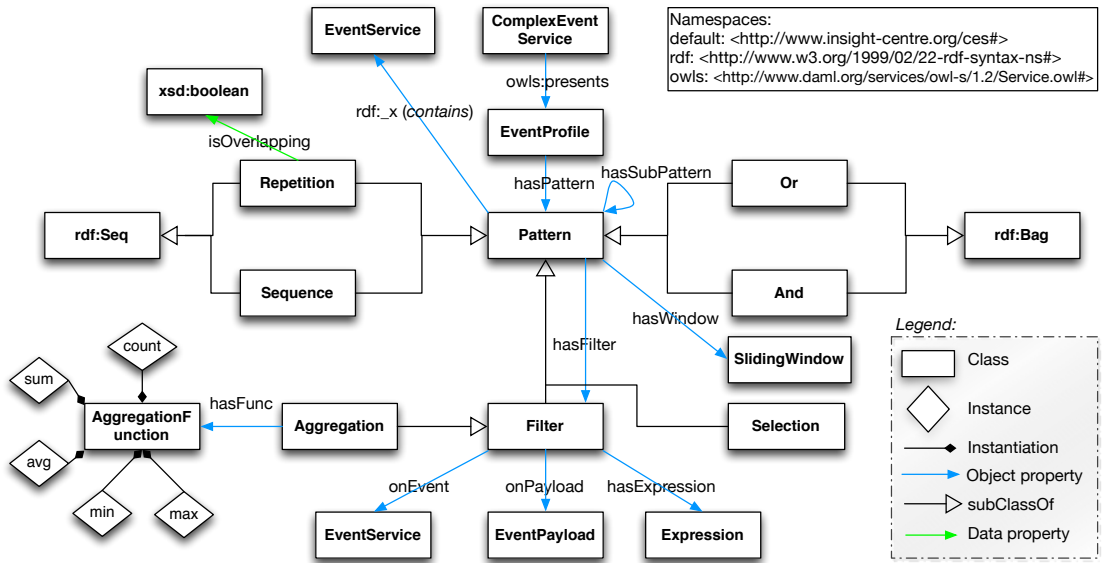 EventService
ComplexEvent
Service
Namespaces:
default: <http://www.insight-centre.org/ces#>
rdf: <http://www.w3.org/1999/02/22-rdf-syntax-ns#>
owls: <http://www.daml.org/services/owl-s/1.2/Service.owl#>
owls:presents
xsd:boolean
rdf:_x (contains)
EventProfile
isOverlapping
hasSubPattern
hasPattern
Repetition
Or
rdf:Seq
Pattern
rdf:Bag
Sequence
And
hasWindow
Legend:
count
hasFilter
SlidingWindow
Class
sum
hasFunc
AggregationF
unction
Aggregation
Filter
Selection
Instance
Instantiation
avg
onEvent
onPayload
hasExpression
Object property
min
max
subClassOf
EventService
EventPayload
Expression
Data property